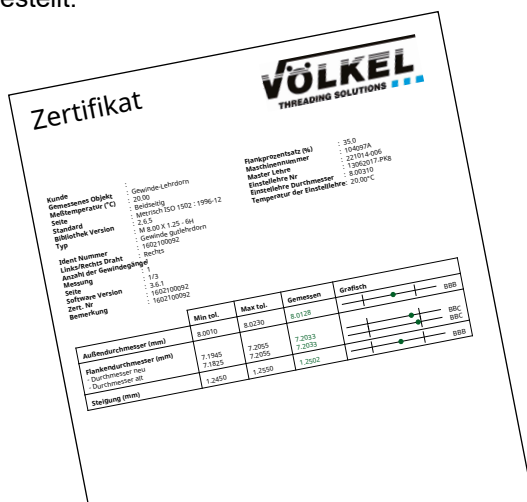 estellt.
Zertifikat
VÖLKEL
THREADING SOLUTIONS
Kunde :
Gemessenes Objekt : Gewinde-Lehrdorn
Meßtemperatur (°C) : 20.00
Seite : Beldseitig
Standard : Metrisch ISO 1502 : 1996-12
Bibliothek Version : 2.6.5
Typ : M 8.00 X 1.25 - 6H
: Gewinde gutlehrdorn
Ident Nummer : 1602100092
Links/Rechts Draht : Rechts
Anzahl der Gewindegänge :
Messung : 1
Seite : 1/3
Software Version : 3.6.1
Zert. Nr : 1602100092
Bemerkung : 1602100092
Flankprozentsatz (%) : 35.0
Maschinennummer : 104097A
Master Lehre : 221014-006
Einstellehre Nr : 13062017.PK8
Einstellehre Durchmesser : 8.00310
Temperatur der Einstlllehre: 20.00°C
Min tol. Max tol. Gemessen Gräfisch
Außendurchmesser (mm) 8.0010 8.0230 8.0128 BBB
Flankendurchmesser (mm)
- Durchmesser neu 7.1945 7.2055 7.2033 BBC
- Durchmesser alt 7.1825 7.2055 7.2033 BBC
Steigung (mm) 1.2450 1.2550 1.2502 BBB